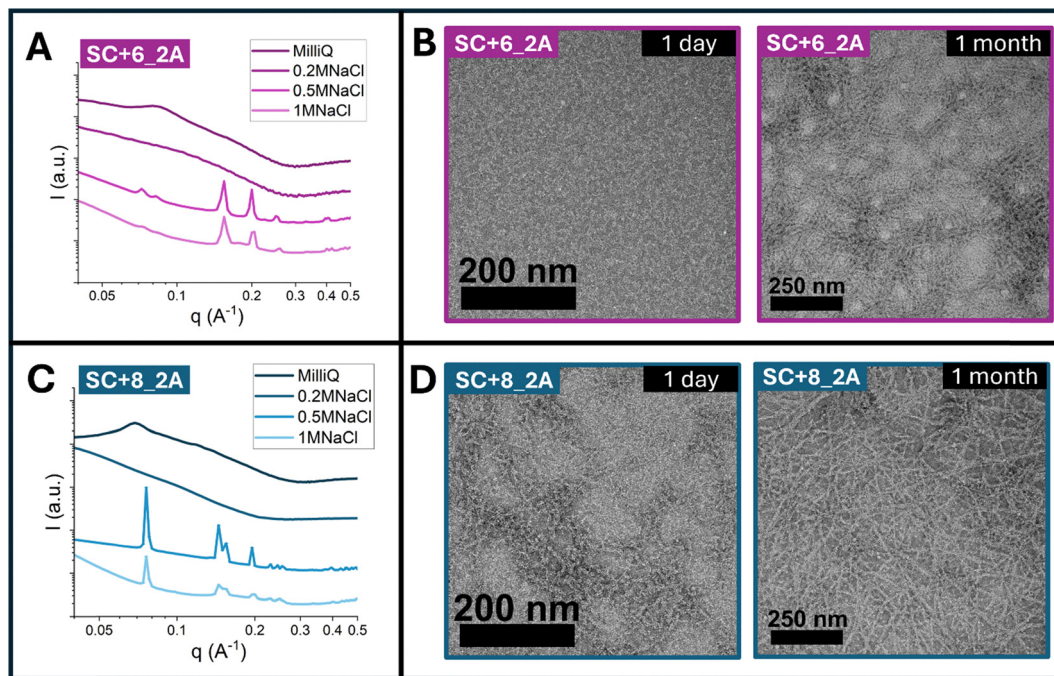 A
SC+6_2A
MilliQ
0.2MNaCl
0.5MNaCl
1MNaCl
I (a.u.)
0.05 0.1 0.2 0.3 0.4 0.5
q (A⁻¹)
B
SC+6_2A
1 day
200 nm
SC+6_2A
1 month
250 nm
C
SC+8_2A
MilliQ
0.2MNaCl
0.5MNaCl
1MNaCl
I (a.u.)
0.05 0.1 0.2 0.3 0.4 0.5
q (A⁻¹)
D
SC+8_2A
1 day
200 nm
SC+8_2A
1 month
250 nm